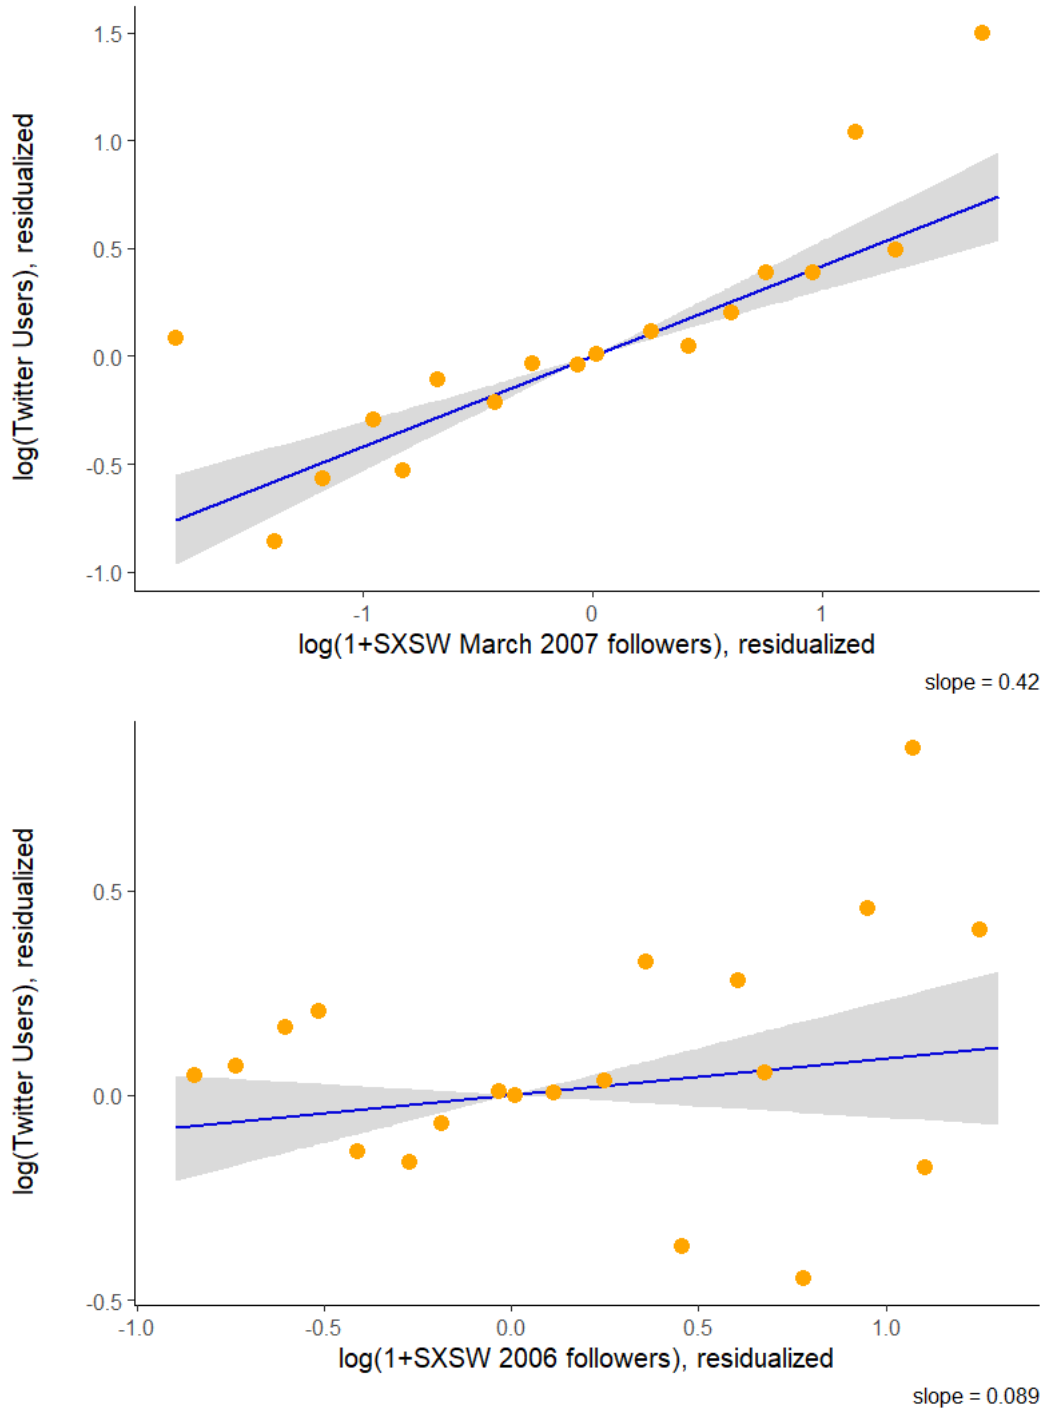 log(Twitter Users), residualized
1.5
1.0
0.5
0.0
-0.5
-1.0
-1
0
1
log(1+SXSW March 2007 followers), residualized
slope = 0.42
log(Twitter Users), residualized
0.5
0.0
-0.5
-1.0
-0.5
0.0
0.5
1.0
log(1+SXSW 2006 followers), residualized
slope = 0.089